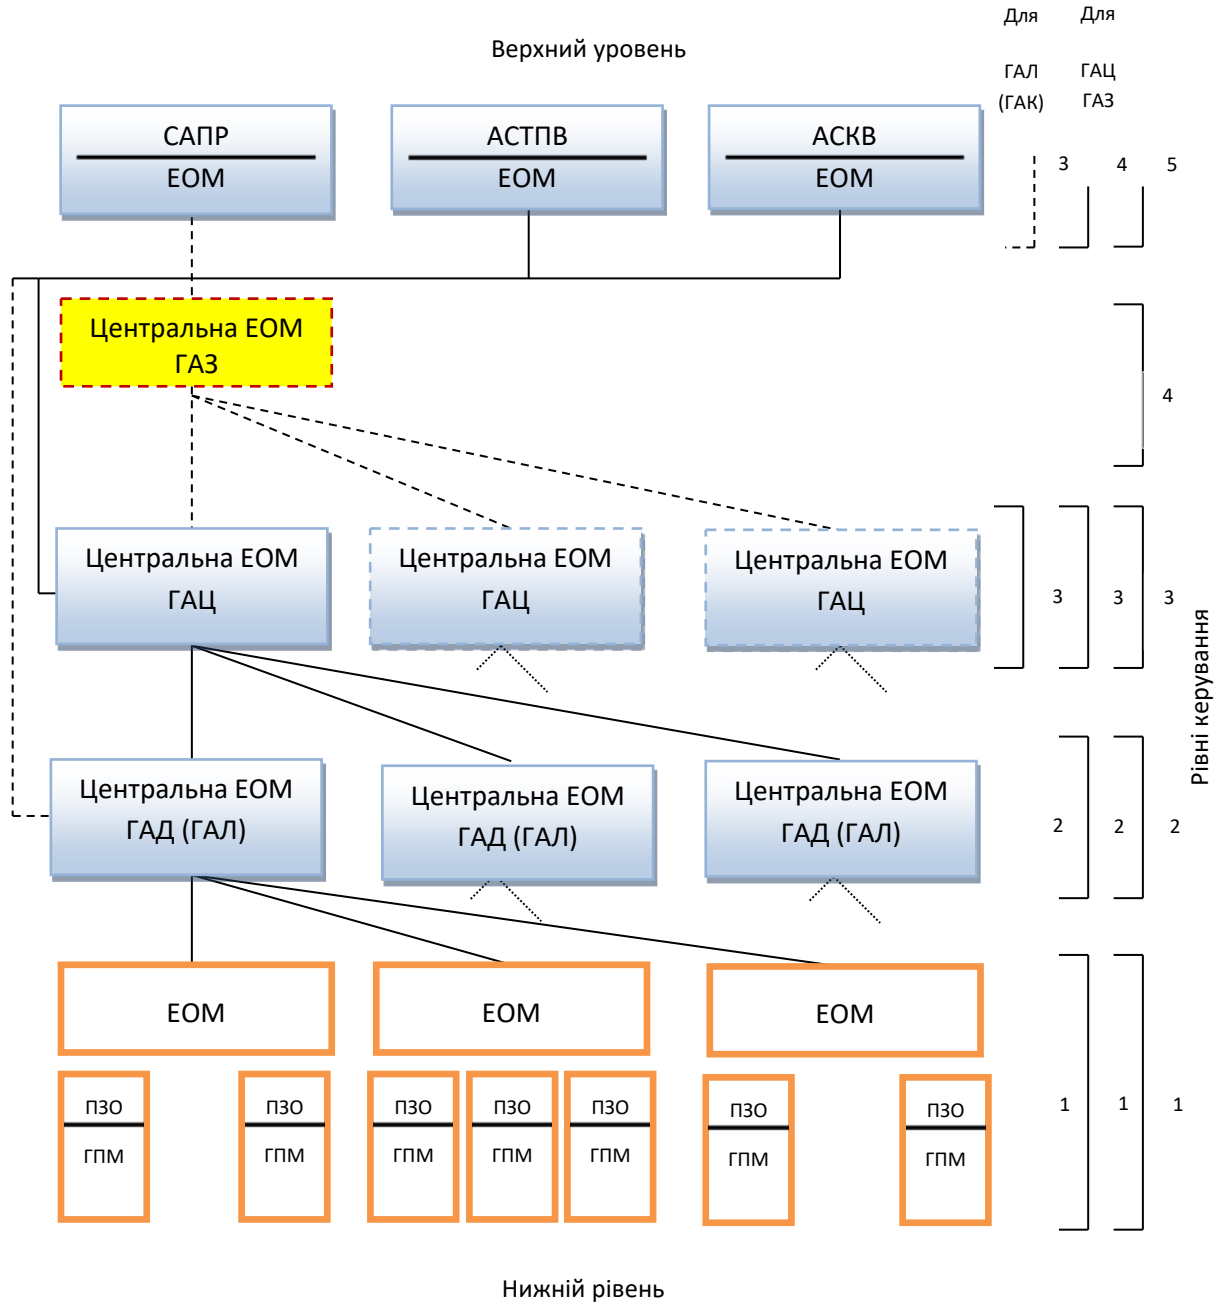 Для Для
Верхний уровень
ГАЛ ГАЦ
(ГАК) ГАЗ
САПР АСТПВ АСКВ
3 4 5
ЕОМ ЕОМ ЕОМ
Центральна ЕОМ
ГАЗ
4
Центральна ЕОМ Центральна ЕОМ Центральна ЕОМ
ГАЦ ГАЦ ГАЦ
3 3 3
Рівні керування
Центральна ЕОМ Центральна ЕОМ Центральна ЕОМ
ГАД (ГАЛ) ГАД (ГАЛ) ГАД (ГАЛ)
2 2 2
ЕОМ ЕОМ ЕОМ
ПЗО ПЗО ПЗО ПЗО ПЗО ПЗО ПЗО
1 1 1
ГПМ ГПМ ГПМ ГПМ ГПМ ГПМ ГПМ
Нижній рівень